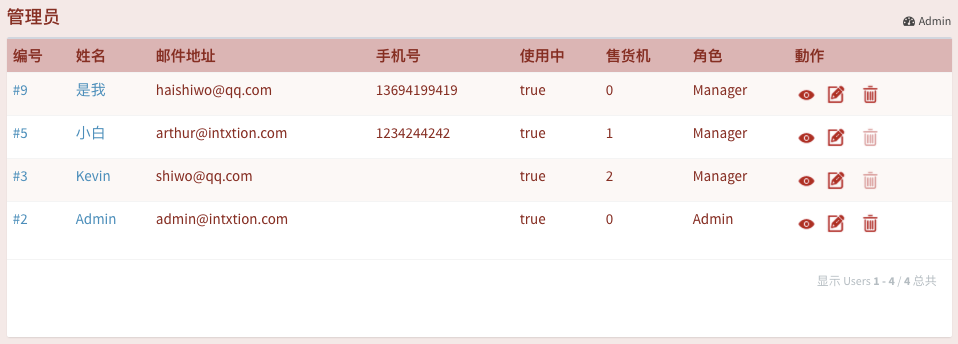 管理员
Admin
编号 姓名 邮件地址 手机号 使用中 售货机 角色 動作
#9 是我 haishiwo@qq.com 13694199419 true 0 Manager
#5 小白 arthur@intxtion.com 1234244242 true 1 Manager
#3 Kevin shiwo@qq.com true 2 Manager
#2 Admin admin@intxtion.com true 0 Admin
显示 Users 1 - 4 / 4 总共